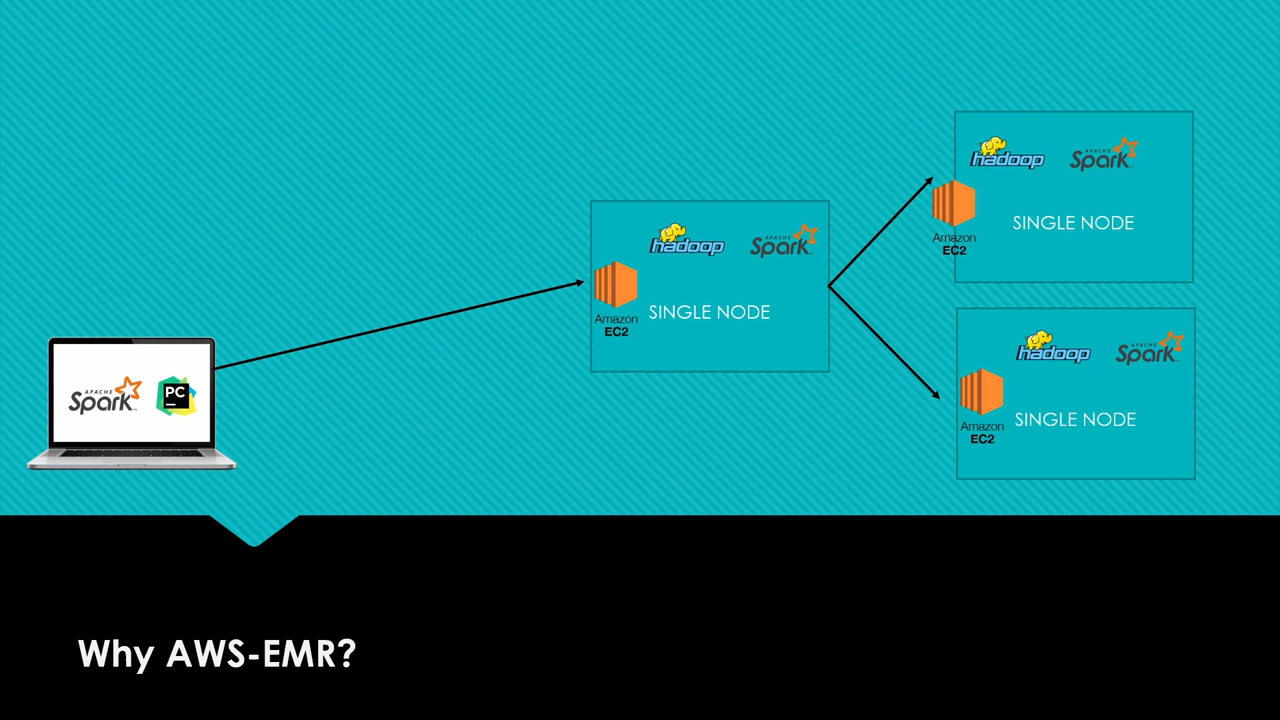 hadoop
APACHE
Spark
SINGLE NODE
Amazon
EC2
hadoop
APACHE
Spark
SINGLE NODE
Amazon
EC2
hadoop
APACHE
Spark
SINGLE NODE
Amazon
EC2
APACHE
Spark
PC
Why AWS-EMR?